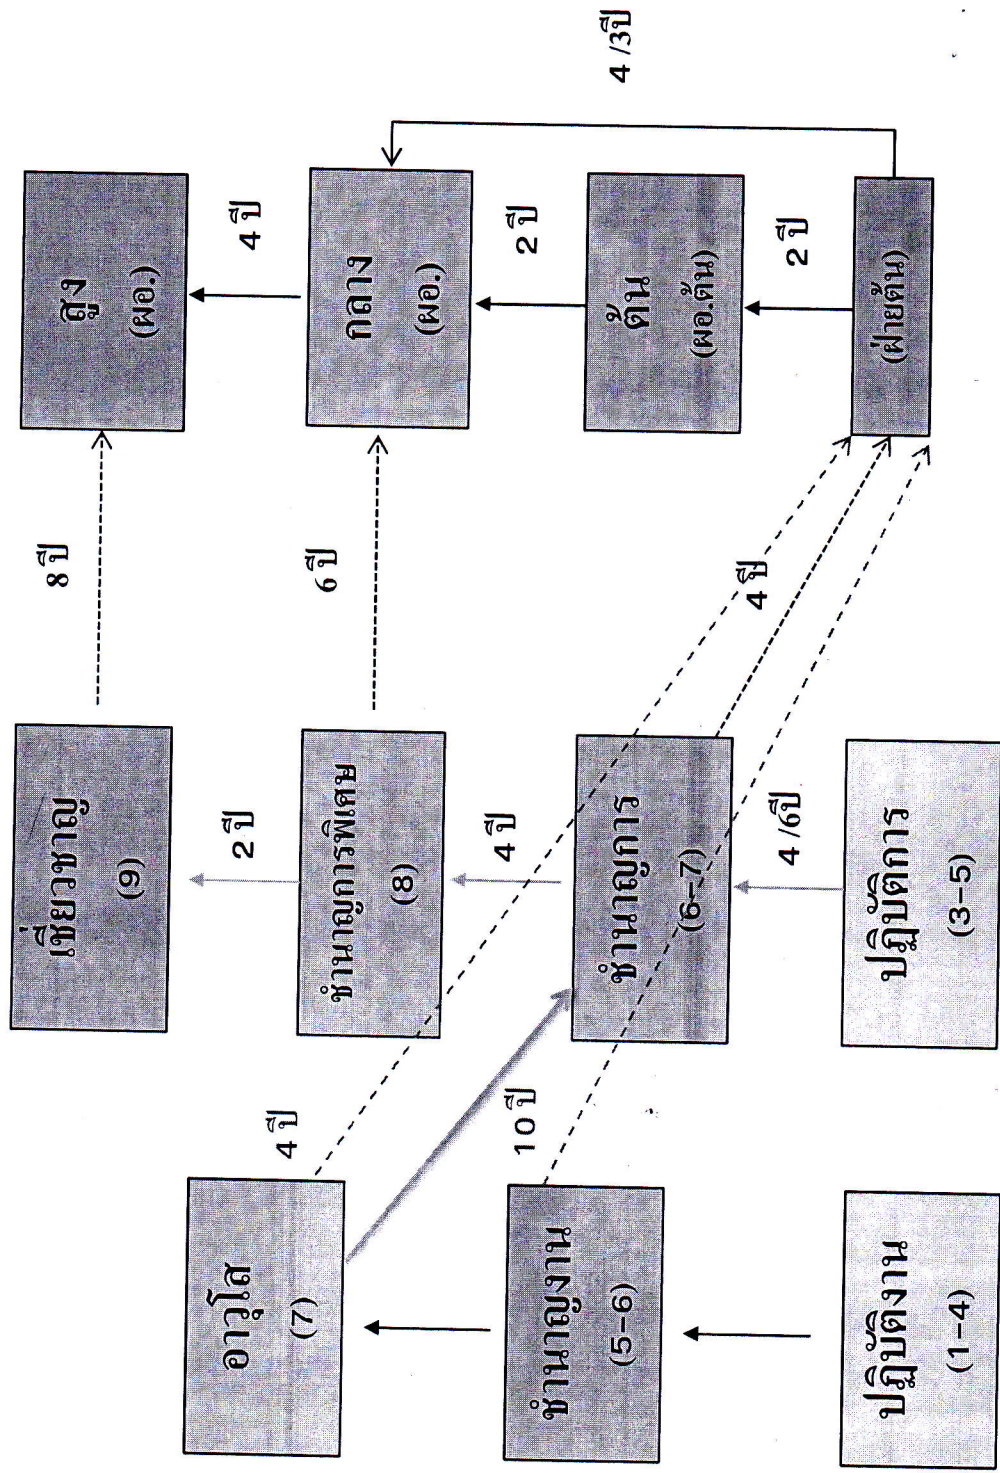 อาวุโส
(7)
ชำนาญงาน
(5-6)
ปฏิบัติงาน
(1-4)
4 ปี
10 ปี
เชี่ยวชาญ
(9)
2 ปี
ชำนาญการพิเศษ
(8)
4 ปี
ชำนาญการ
(6-7)
4 /6ปี
ปฏิบัติการ
(3-5)
8 ปี
6 ปี
4 ปี
สูง
(ผอ.)
4 ปี
กลาง
(ผอ.)
2 ปี
ต้น
(ผอ.ต้น)
2 ปี
(ฝ่ายต้น)
4 /3ปี